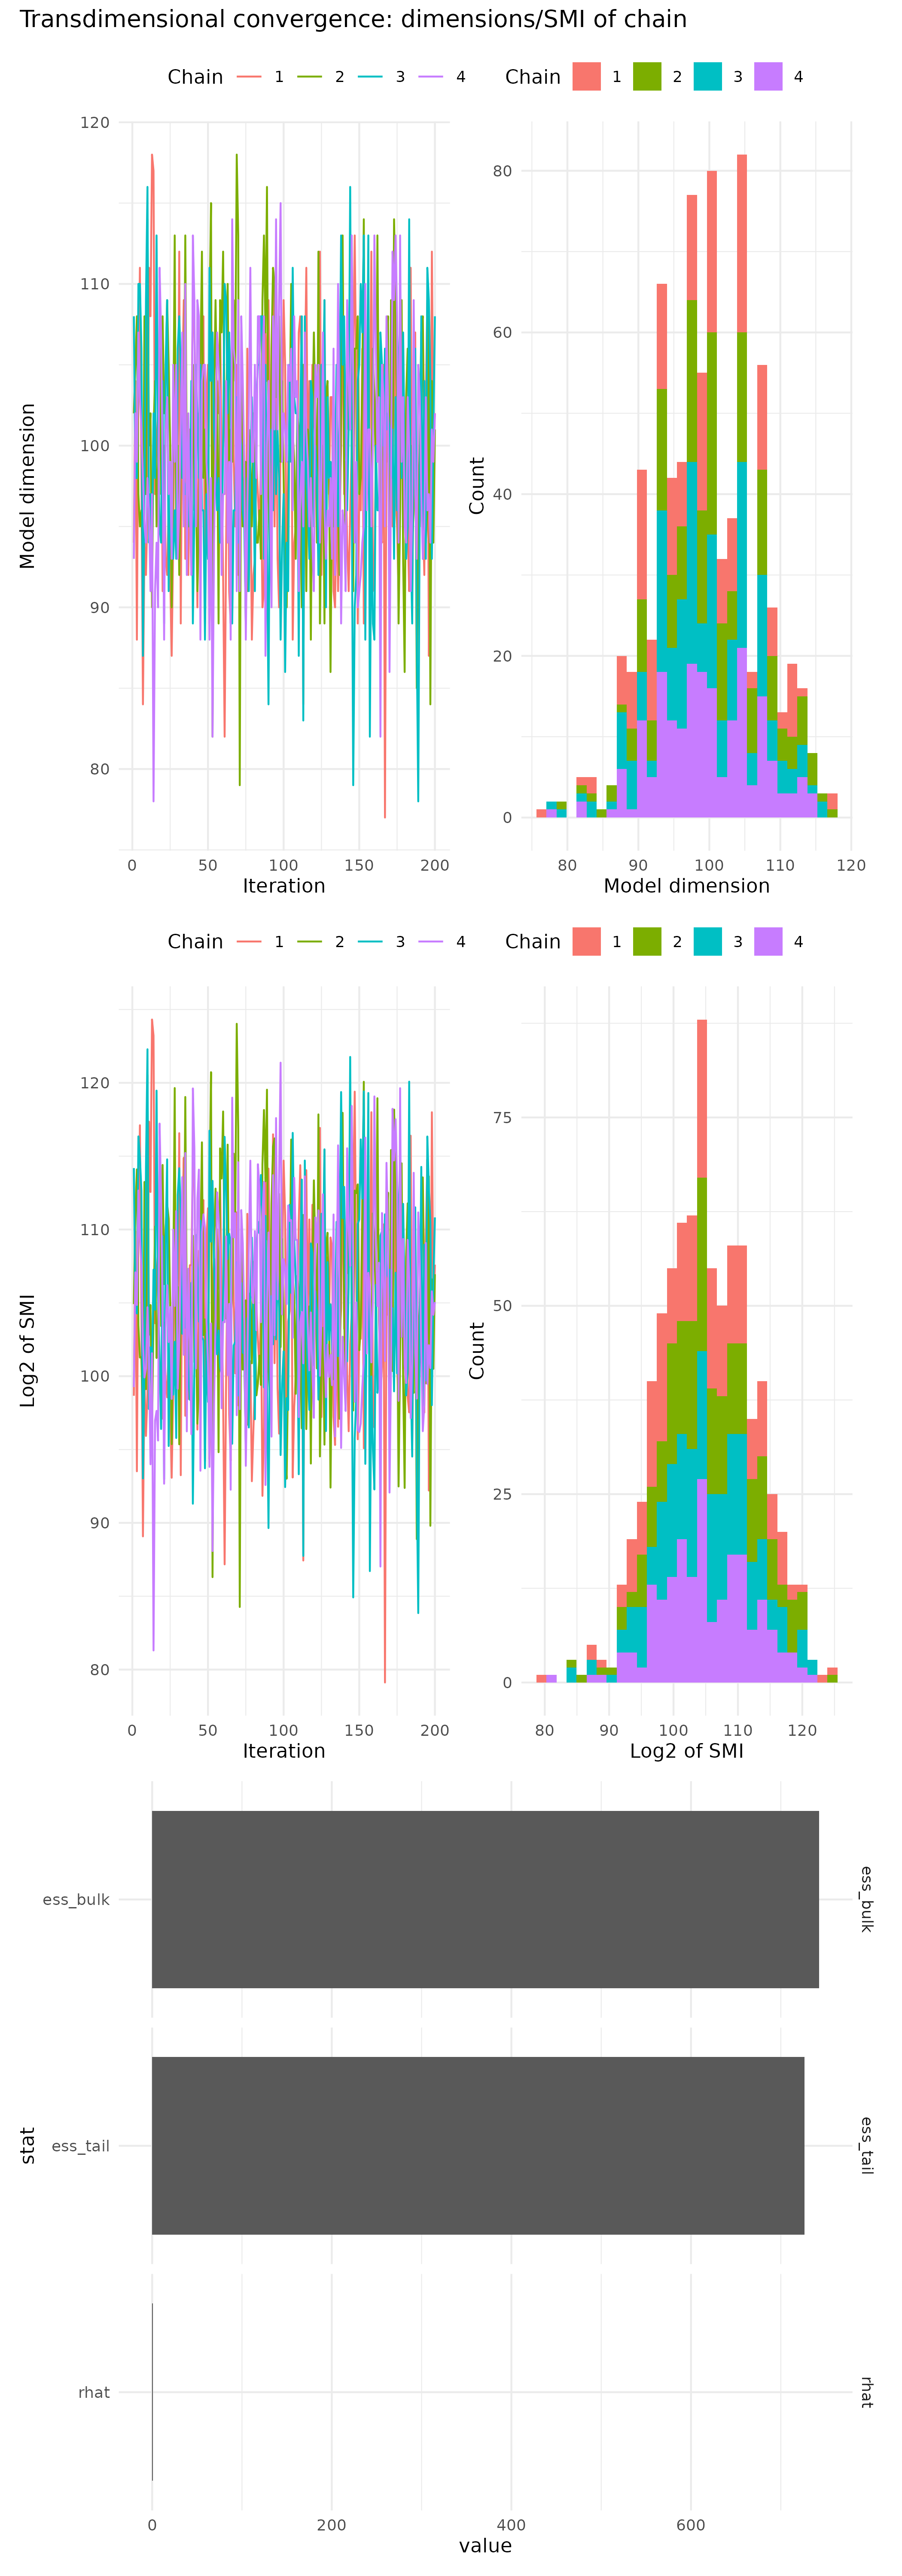 Transdimensional convergence: dimensions/SMI of chain
Chain 1 2 3 4
Chain 1 2 3 4
120
110
100
90
80
Model dimension
0 50 100 150 200
Iteration
80
60
40
20
0
Count
80 90 100 110 120
Model dimension
Chain 1 2 3 4
Chain 1 2 3 4
120
110
100
90
80
Log2 of SMI
0 50 100 150 200
Iteration
75
50
25
0
Count
80 90 100 110 120
Log2 of SMI
ess_bulk
ess_bulk
stat
ess_tail
ess_tail
rhat
rhat
0 200 400 600
value